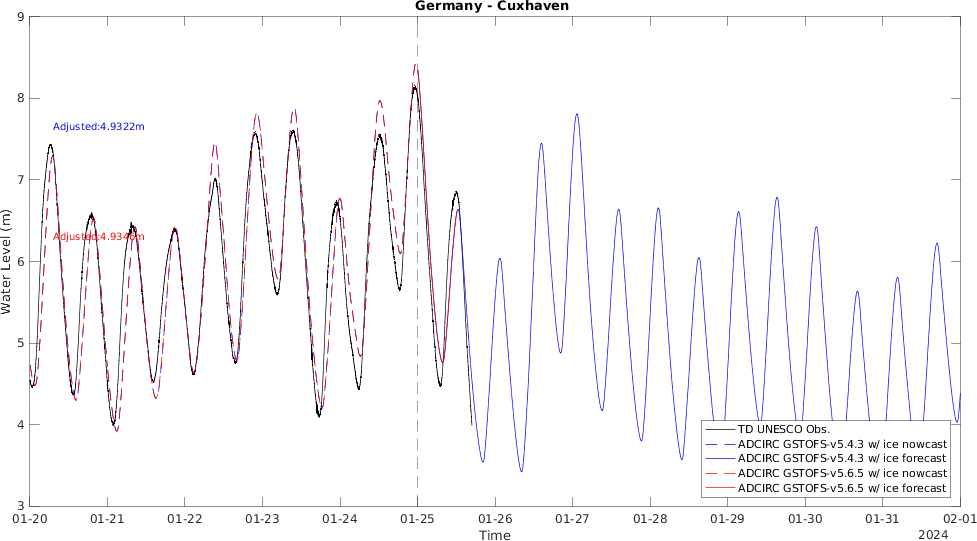 Germany - Cuxhaven
9
8
7
6
5
4
3
Water Level (m)
Adjusted:4.9322m
Adjusted:4.9346m
TD UNESCO Obs.
ADCIRC GSTOFS-v5.4.3 w/ ice nowcast
ADCIRC GSTOFS-v5.4.3 w/ ice forecast
ADCIRC GSTOFS-v5.6.5 w/ ice nowcast
ADCIRC GSTOFS-v5.6.5 w/ ice forecast
01-20 01-21 01-22 01-23 01-24 01-25 01-26 01-27 01-28 01-29 01-30 01-31 02-01
Time
2024